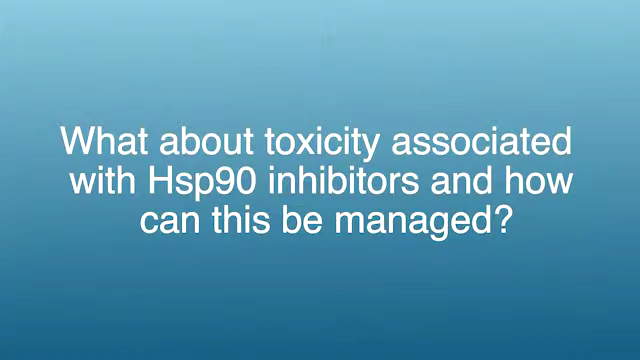 What about toxicity associated
with Hsp90 inhibitors and how
can this be managed?